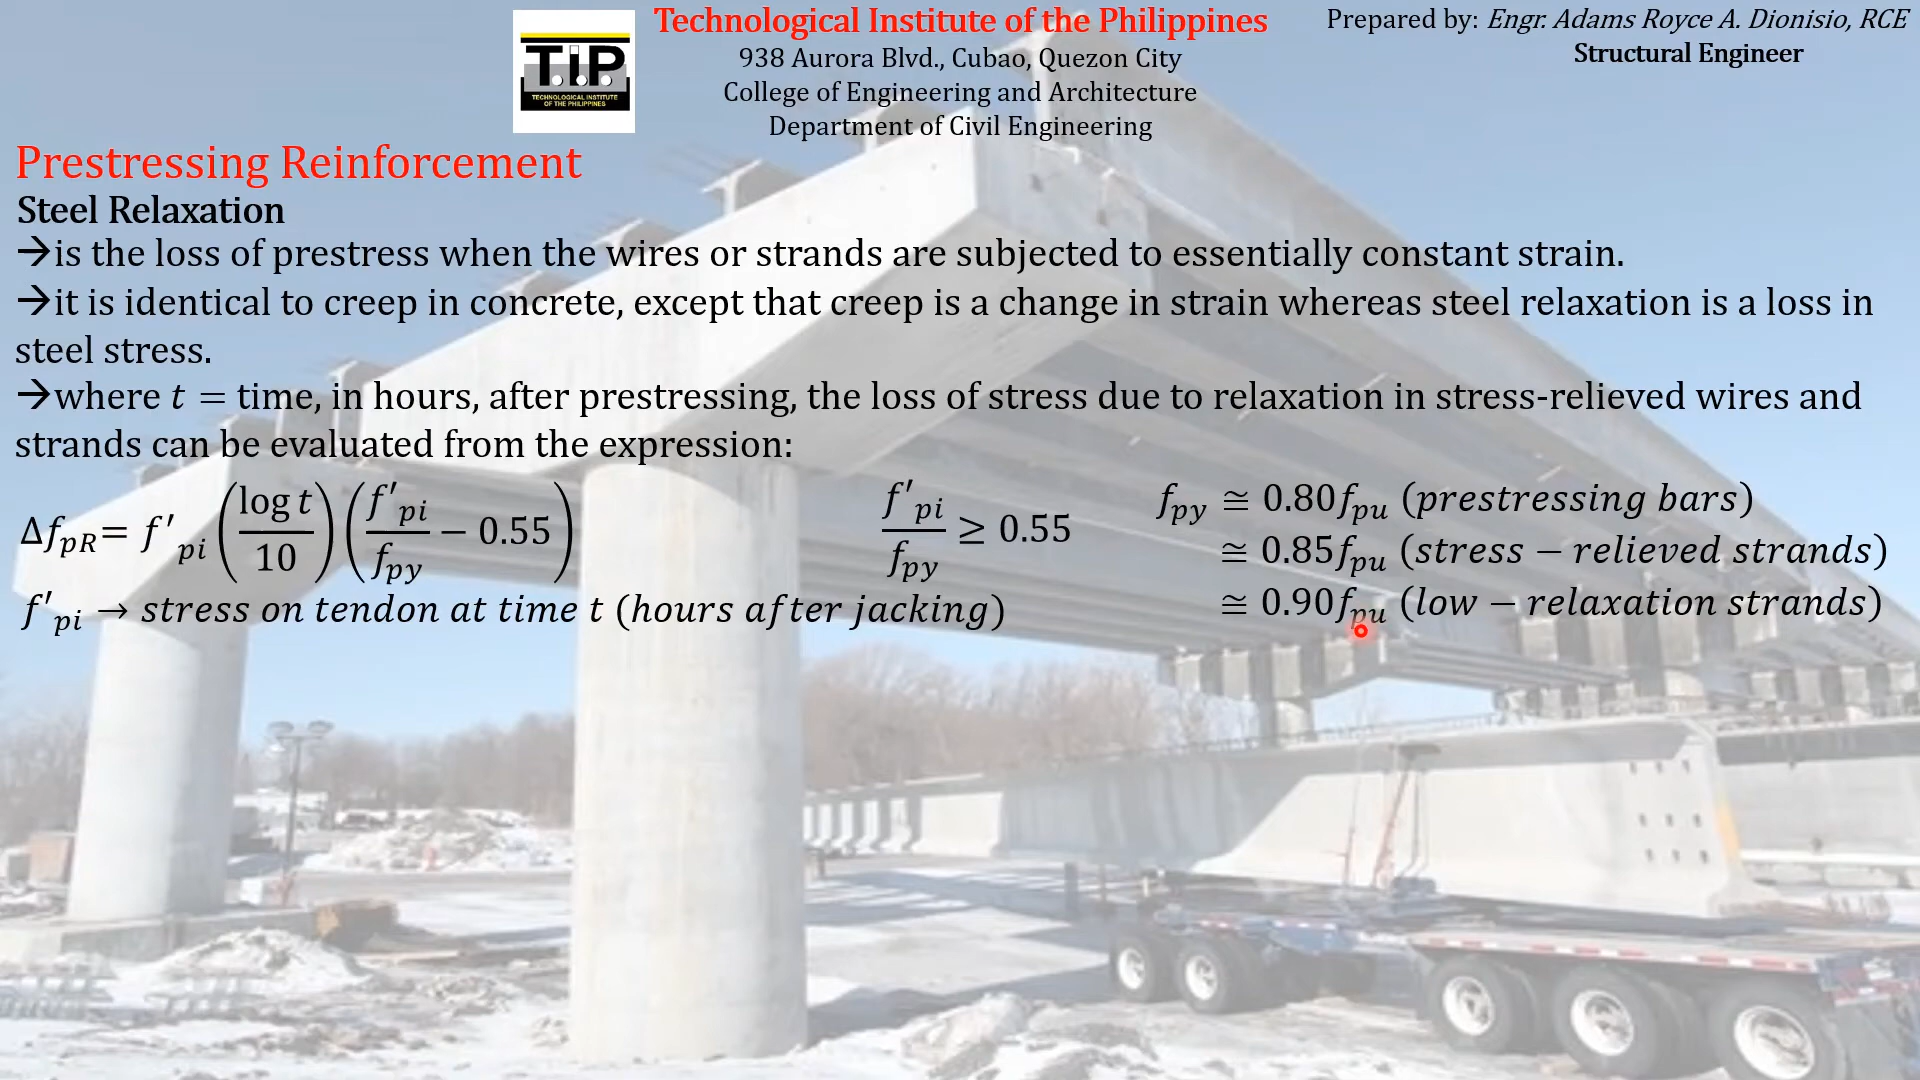 T.I.P
TECHNOLOGICAL INSTITUTE
OF THE PHILIPPINES
Technological Institute of the Philippines
938 Aurora Blvd., Cubao, Quezon City
College of Engineering and Architecture
Department of Civil Engineering
Prepared by: Engr. Adams Royce A. Dionisio, RCE
Structural Engineer
Prestressing Reinforcement
Steel Relaxation
→is the loss of prestress when the wires or strands are subjected to essentially constant strain.
→it is identical to creep in concrete, except that creep is a change in strain whereas steel relaxation is a loss in
steel stress.
→where t = time, in hours, after prestressing, the loss of stress due to relaxation in stress-relieved wires and
strands can be evaluated from the expression:
Δf_pR = f'_pi (log t / 10) (f'_pi / f_py − 0.55)
f'_pi / f_py ≥ 0.55
f_py ≅ 0.80f_pu (prestressing bars)
≅ 0.85f_pu (stress − relieved strands)
≅ 0.90f_pu (low − relaxation strands)
f'_pi → stress on tendon at time t (hours after jacking)